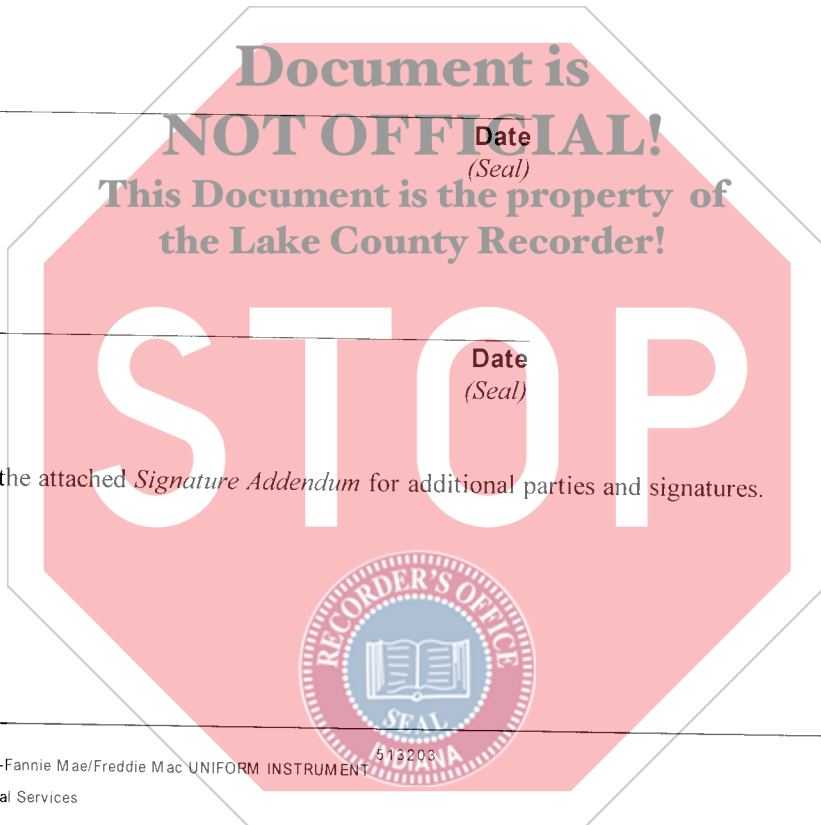 Document is
NOT OFFICIAL!
Date
(Seal)
This Document is the property of
the Lake County Recorder!
STOP
Date
(Seal)
the attached Signature Addendum for additional parties and signatures.
RECORDER'S OFFICE
SEAL
INDIANA
513203
-Fannie Mae/Freddie Mac UNIFORM INSTRUMENT
al Services